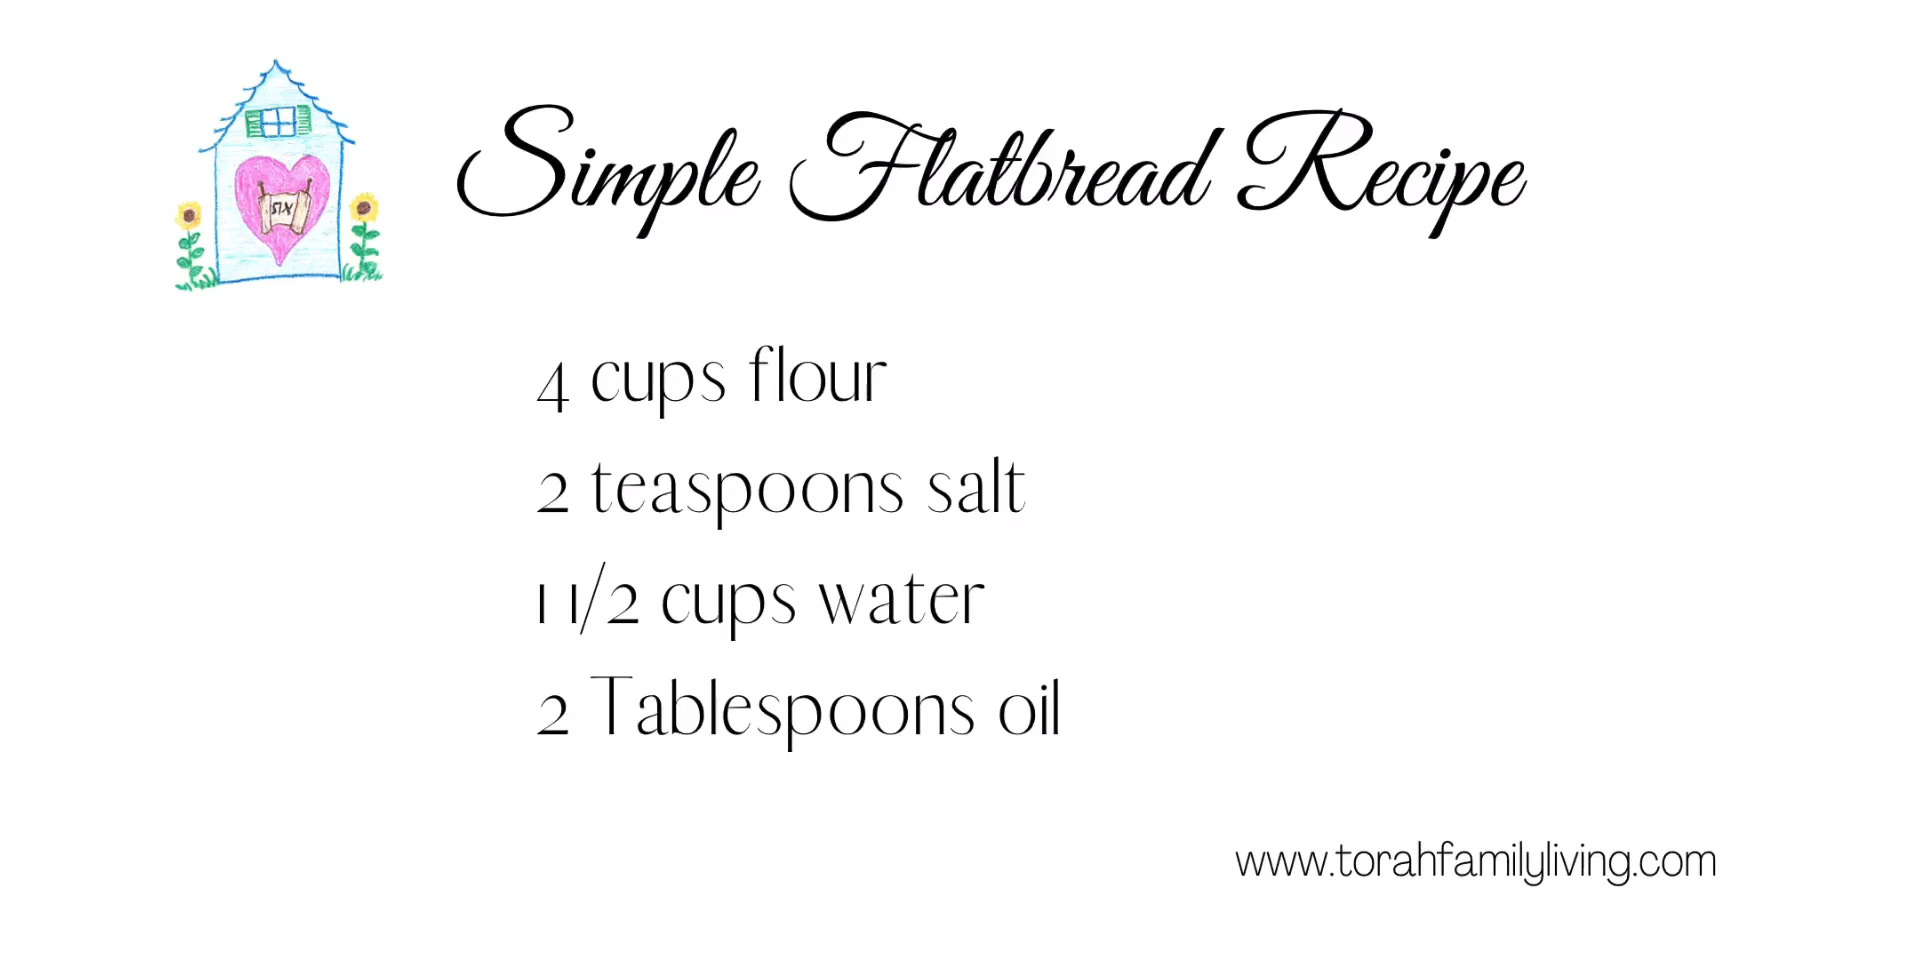 Simple Flatbread Recipe
4 cups flour
2 teaspoons salt
1 1/2 cups water
2 Tablespoons oil
www.torahfamilyliving.com